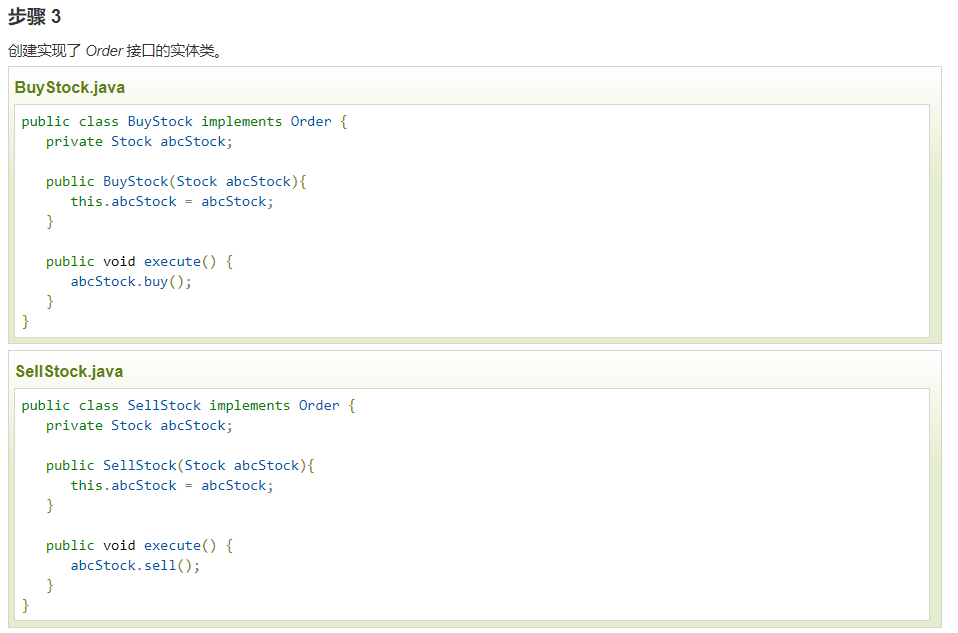 步骤 3
创建实现了 Order 接口的实体类。
BuyStock.java
public class BuyStock implements Order {
   private Stock abcStock;

   public BuyStock(Stock abcStock){
      this.abcStock = abcStock;
   }

   public void execute() {
      abcStock.buy();
   }
}
SellStock.java
public class SellStock implements Order {
   private Stock abcStock;

   public SellStock(Stock abcStock){
      this.abcStock = abcStock;
   }

   public void execute() {
      abcStock.sell();
   }
}